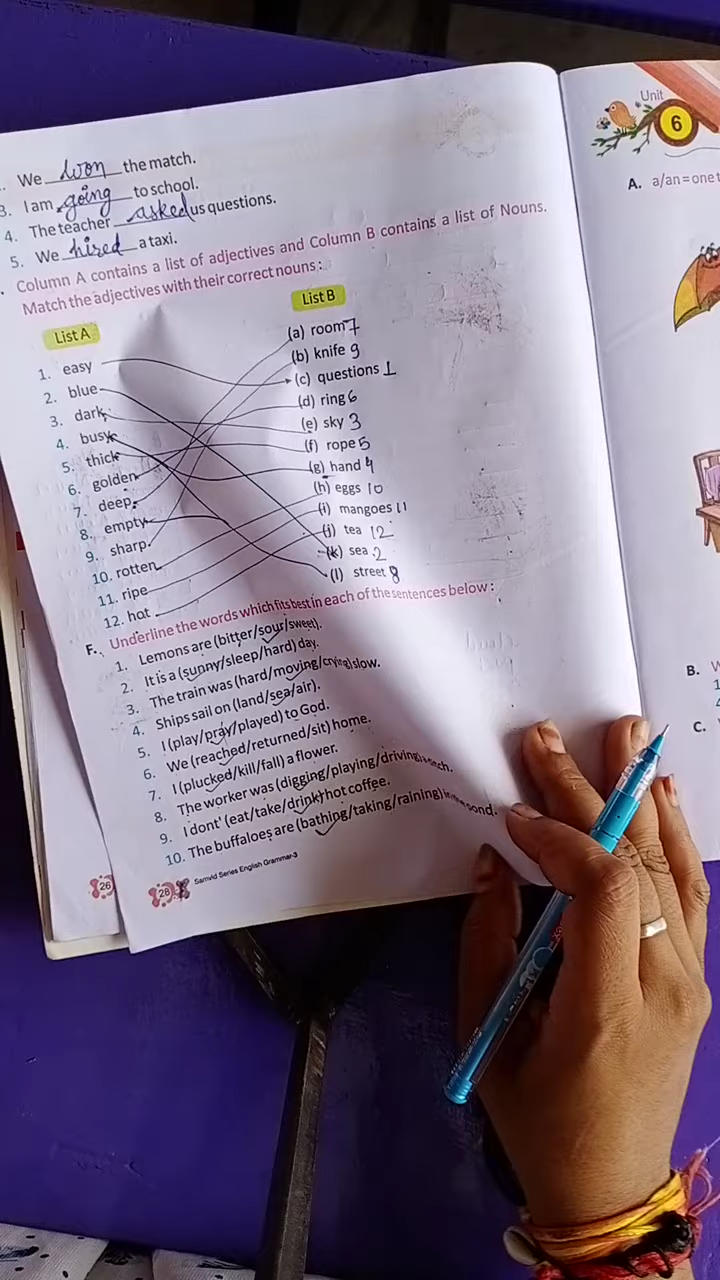 We won the match.
3. I am going to school.
4. The teacher asked us questions.
5. We hired a taxi.
Column A contains a list of adjectives and Column B contains a list of Nouns.
Match the adjectives with their correct nouns :
List A
List B
1. easy
2. blue
3. dark
4. busy
5. thick
6. golden
7. deep
8. empty
9. sharp
10. rotten
11. ripe
12. hot
(a) room 7
(b) knife 9
(c) questions 1
(d) ring 6
(e) sky 3
(f) rope 5
(g) hand 4
(h) eggs 10
(i) mangoes 11
(j) tea 12
(k) sea 2
(l) street 8
F. Underline the words which fits best in each of the sentences below :
1. Lemons are (bitter/sour/sweet).
2. It is a (sunny/sleep/hard) day.
3. The train was (hard/moving/crying) slow.
4. Ships sail on (land/sea/air).
5. I (play/pray/played) to God.
6. We (reached/returned/sit) home.
7. I (plucked/kill/fall) a flower.
8. The worker was (digging/playing/driving)
9. I dont' (eat/take/drink) hot coffee.
10. The buffaloes are (bathing/taking/raining) in the pond.
26
28 Samvid Series English Grammar-3
Unit
6
A. a/an = one
B.
C.